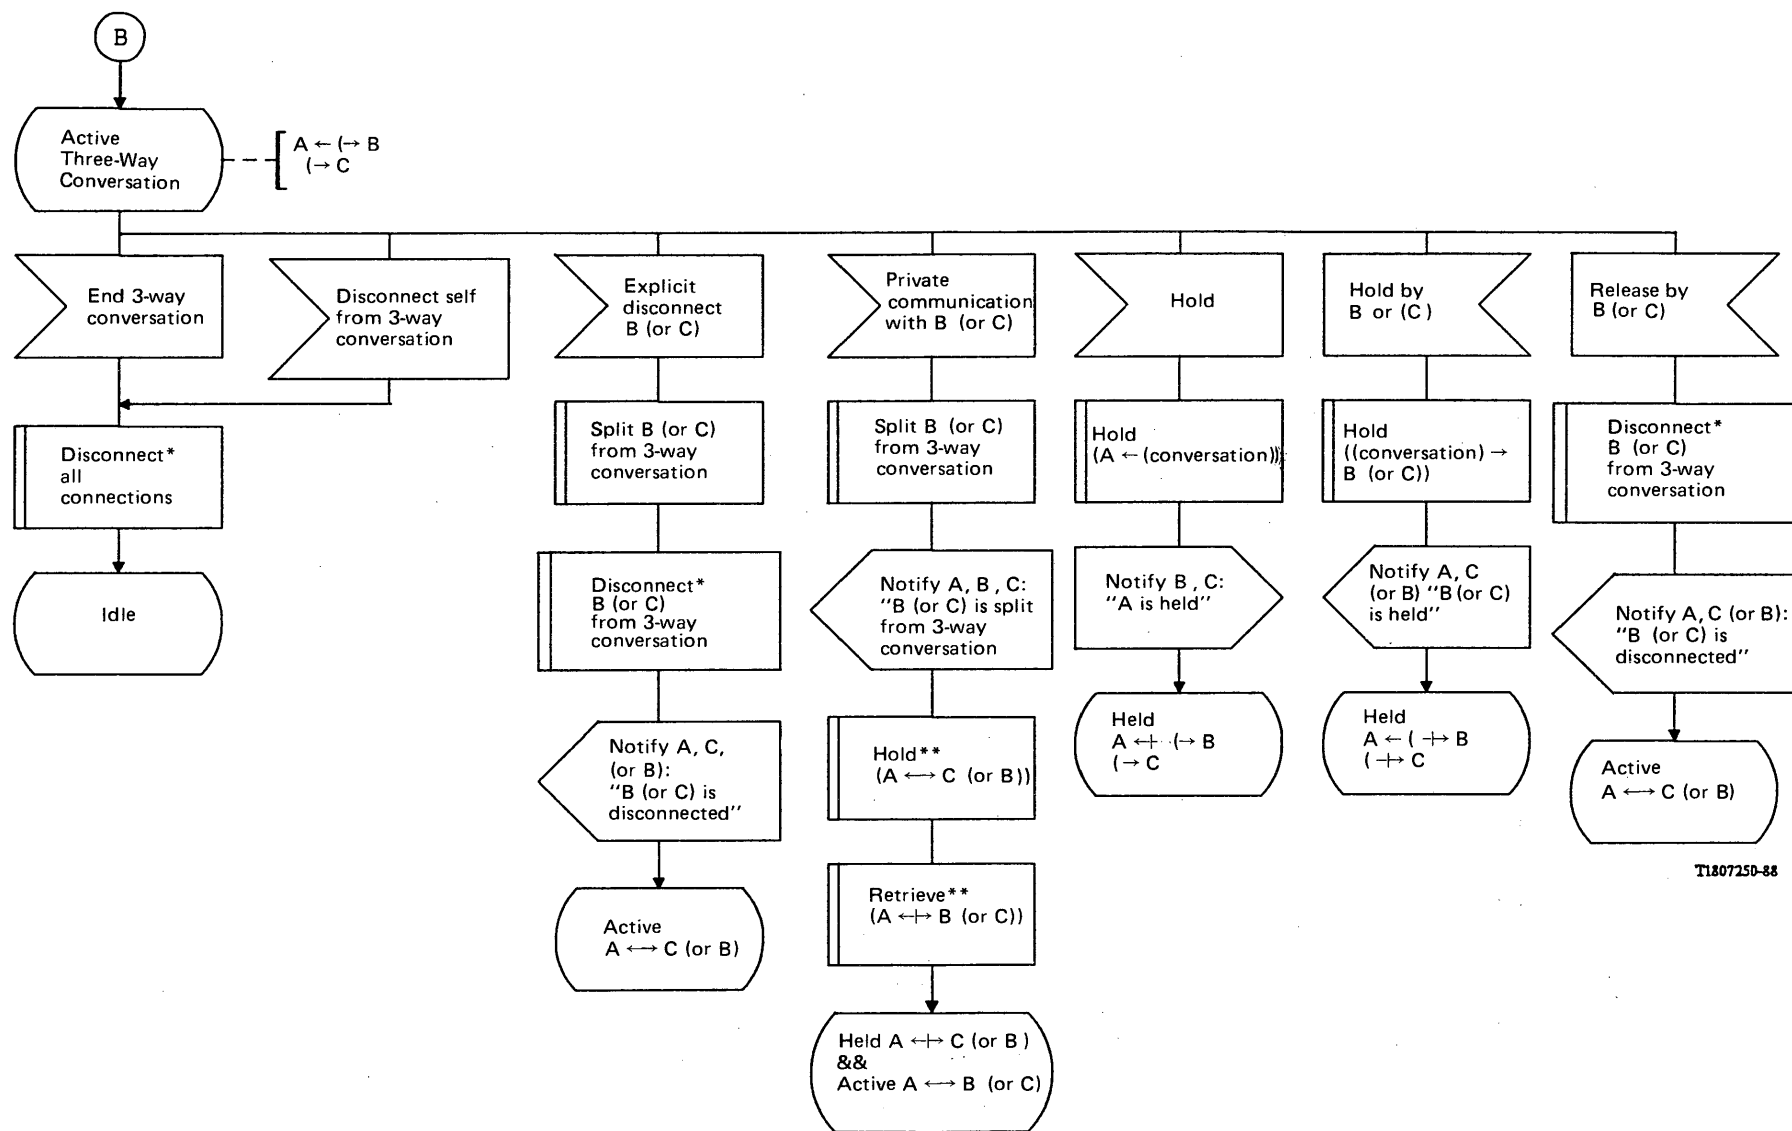 B
Active
Three-Way
Conversation
A ← (→ B
(→ C
End 3-way
conversation
Disconnect self
from 3-way
conversation
Explicit
disconnect
B (or C)
Private
communication
with B (or C)
Hold
Hold by
B or (C)
Release by
B (or C)
Disconnect*
all
connections
Split B (or C)
from 3-way
conversation
Split B (or C)
from 3-way
conversation
Hold
(A ← (conversation))
Hold
((conversation) →
B (or C))
Disconnect*
B (or C)
from 3-way
conversation
Idle
Disconnect*
B (or C)
from 3-way
conversation
Notify A, B, C:
“B (or C) is split
from 3-way
conversation
Notify B, C:
“A is held”
Notify A, C
(or B) “B (or C)
is held”
Notify A, C (or B):
“B (or C) is
disconnected”
Notify A, C,
(or B):
“B (or C) is
disconnected”
Hold**
(A ←→ C (or B))
Held
A ←+ (→ B
(→ C
Held
A ← ( +→ B
( +→ C
Active
A ←→ C (or B)
Retrieve**
(A ←+→ B (or C))
Active
A ←→ C (or B)
Held A ←+→ C (or B)
&&
Active A ←→ B (or C)
T1807250-88